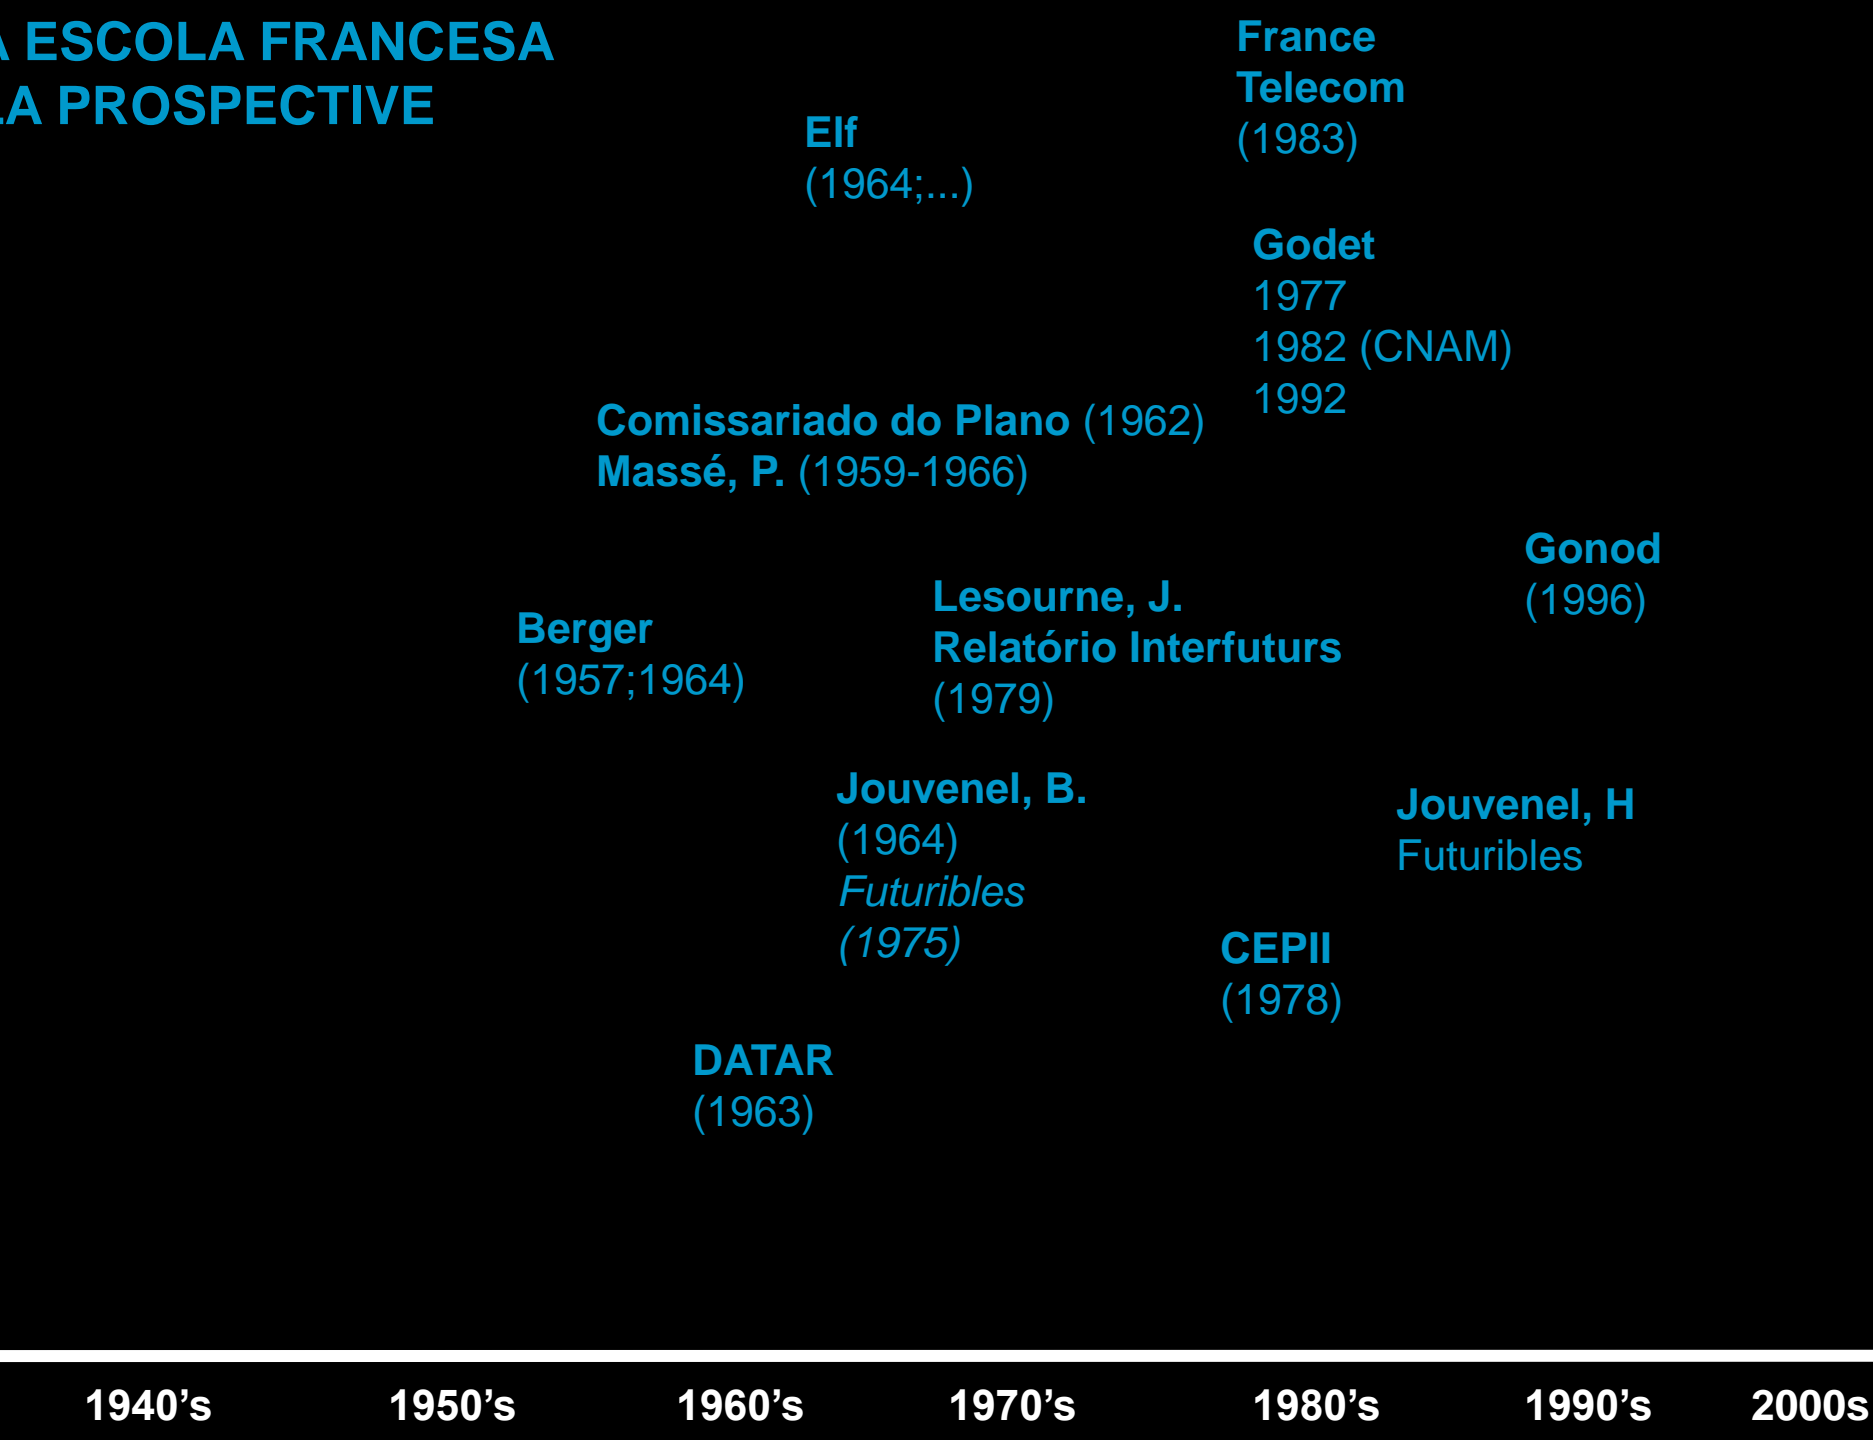 A ESCOLA FRANCESA
LA PROSPECTIVE
France
Telecom
(1983)
Elf
(1964;...)
Godet
1977
1982 (CNAM)
1992
Comissariado do Plano (1962)
Massé, P. (1959-1966)
Gonod
(1996)
Lesourne, J.
Relatório Interfuturs
(1979)
Berger
(1957;1964)
Jouvenel, B.
(1964)
Futuribles
(1975)
Jouvenel, H
Futuribles
CEPII
(1978)
DATAR
(1963)
1940’s 1950’s 1960’s 1970’s 1980’s 1990’s 2000s